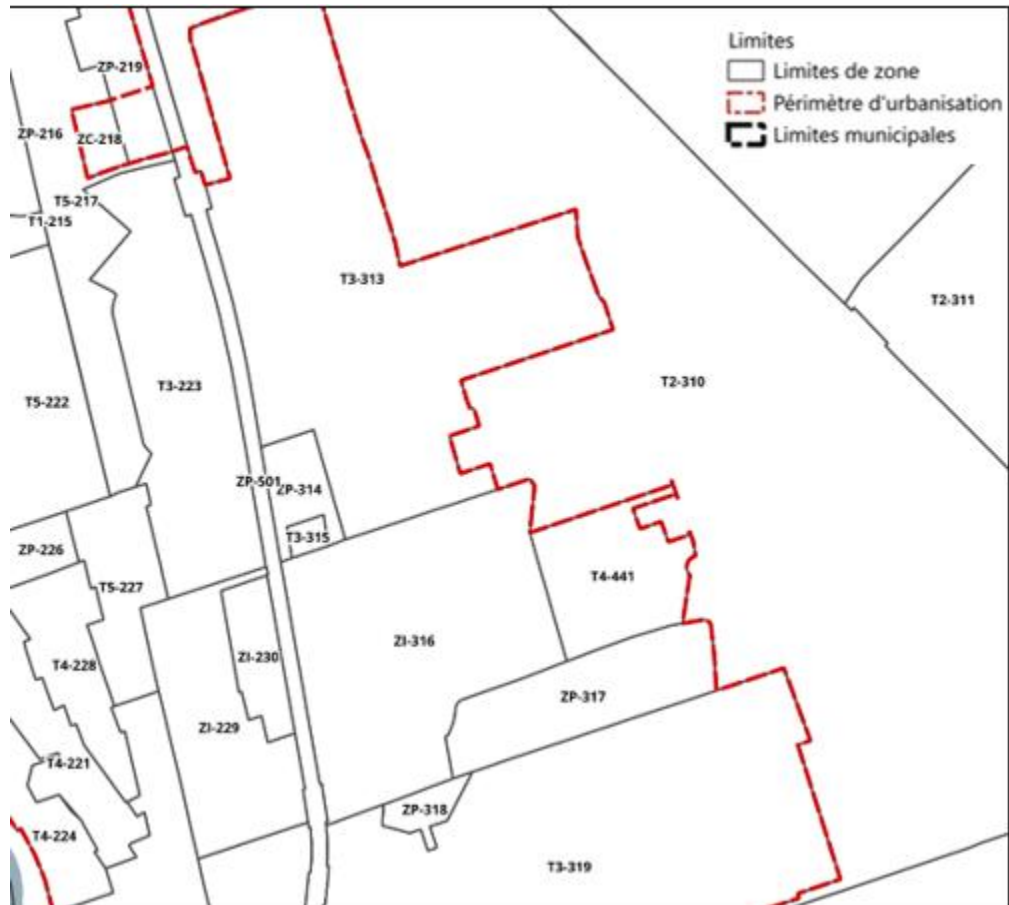 Limites
Limites de zone
Périmètre d'urbanisation
Limites municipales
ZP-219
ZP-216
ZC-218
T5-217
T1-215
T3-313
T2-311
T3-223
T2-310
T5-222
ZP-501
ZP-314
T3-315
ZP-226
T5-227
T4-441
ZI-316
ZI-230
T4-228
ZP-317
ZI-229
T4-221
ZP-318
T4-224
T3-319